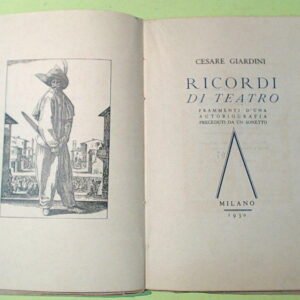 CESARE GIARDINI
RICORDI
DI TEATRO
FRAMMENTI D'UNA
AUTOBIOGRAFIA
PRECEDUTI DA UN SONETTO
MILANO
1930